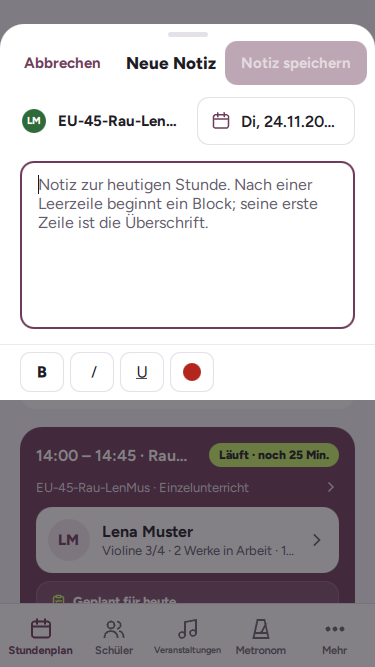 Abbrechen Neue Notiz Notiz speichern
LM EU-45-Rau-Len... Di, 24.11.20...
Notiz zur heutigen Stunde. Nach einer
Leerzeile beginnt ein Block; seine erste
Zeile ist die Überschrift.
B I U
14:00 – 14:45 · Rau... Läuft · noch 25 Min.
EU-45-Rau-LenMus · Einzelunterricht
LM Lena Muster
Violine 3/4 · 2 Werke in Arbeit · 1...
Geplant für heute
Stundenplan Schüler Veranstaltungen Metronom Mehr